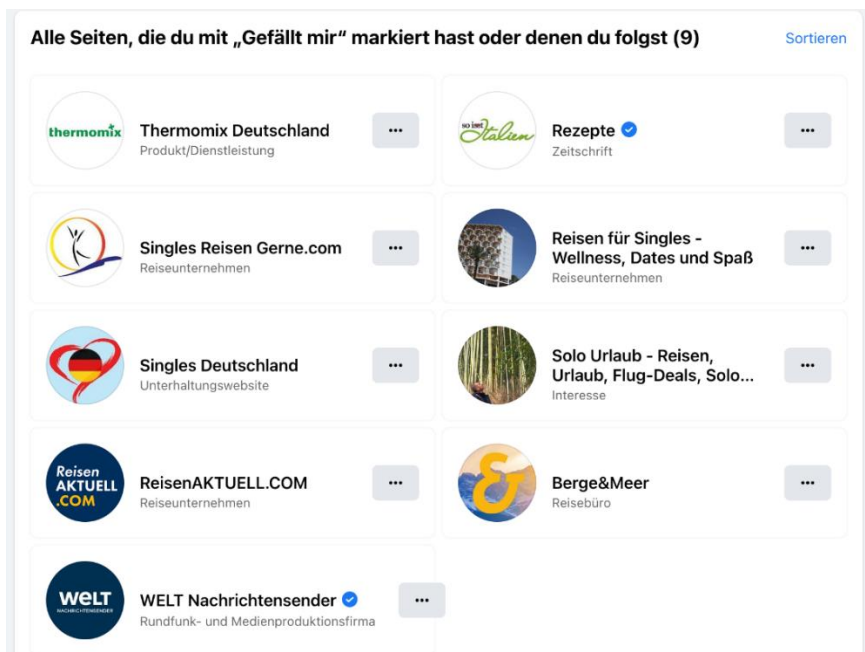 Alle Seiten, die du mit „Gefällt mir“ markiert hast oder denen du folgst (9)
Sortieren
thermomix
Thermomix Deutschland
Produkt/Dienstleistung
so isst
Italien
Rezepte
Zeitschrift
Singles Reisen Gerne.com
Reiseunternehmen
Reisen für Singles -
Wellness, Dates und Spaß
Reiseunternehmen
Singles Deutschland
Unterhaltungswebsite
Solo Urlaub - Reisen,
Urlaub, Flug-Deals, Solo...
Interesse
Reisen
AKTUELL
.COM
ReisenAKTUELL.COM
Reiseunternehmen
&
Berge&Meer
Reisebüro
welt
NACHRICHTENSENDER
WELT Nachrichtensender
Rundfunk- und Medienproduktionsfirma